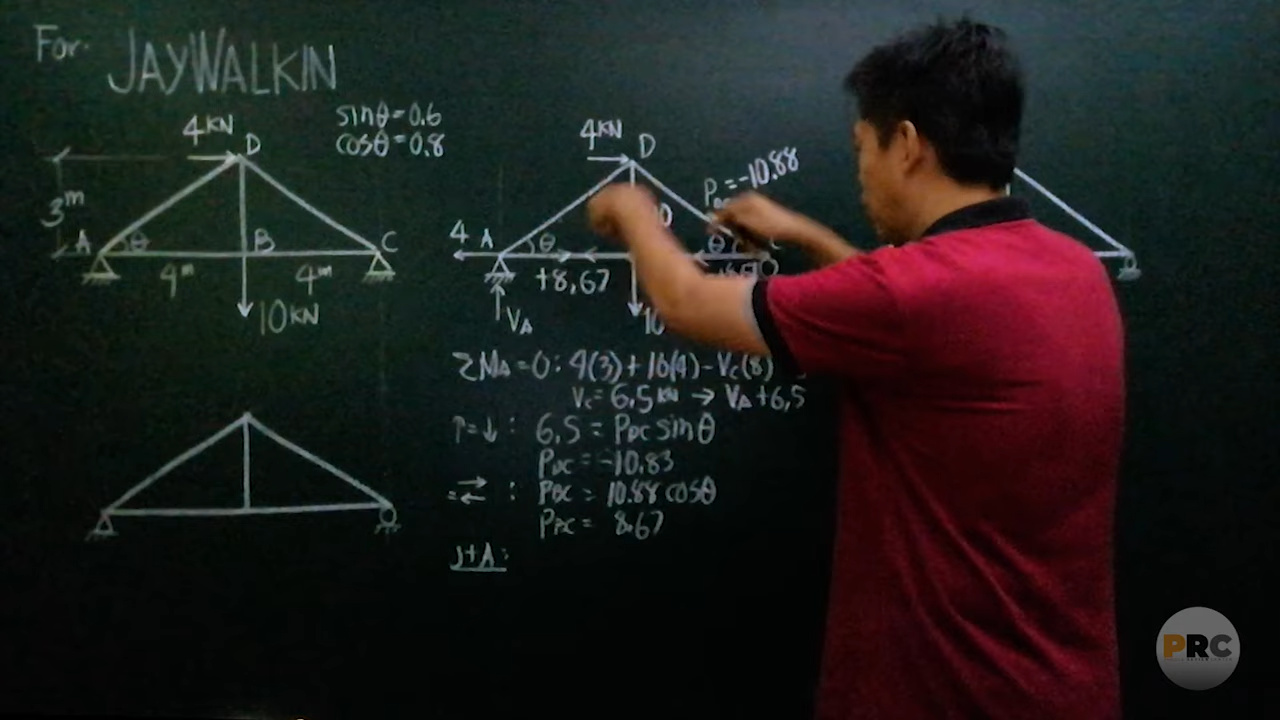 For: JAYWALKIN
4KN D
sinθ=0.6
cosθ=0.8
3m
A θ B C
4m 4m
10KN
4KN D
PDC=-10.88
4 A θ θ C
+8,67
VA
10
ΣMA=0: 4(3)+10(4)-Vc(8)
Vc=6.5KN → VA+6,5
↑=↓: 6.5=PDC sinθ
PDC=-10.83
⇄: PBC=10.88 cosθ
8.67
J+A:
PRC